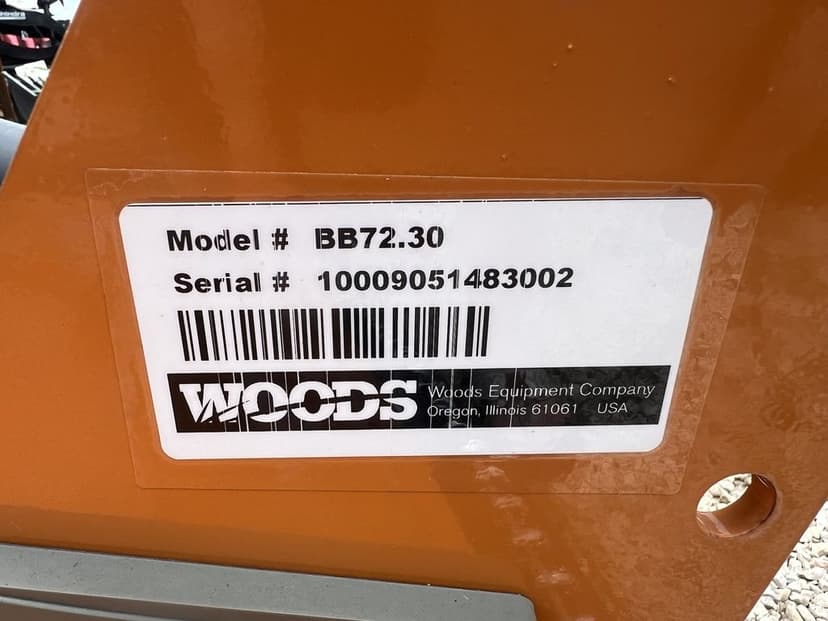 Model # BB72.30
Serial # 10009051483002
WOODS
Woods Equipment Company
Oregon, Illinois 61061 USA